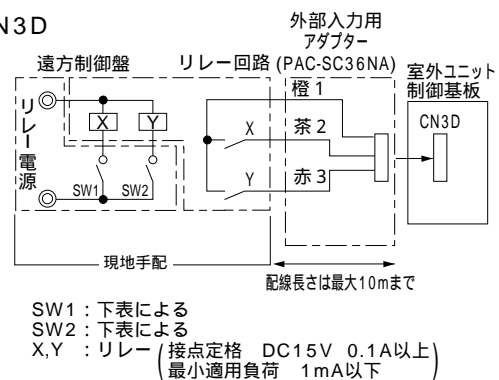 CN3D
外部入力用
アダプター
(PAC-SC36NA)
遠方制御盤
リレー回路
室外ユニット
制御基板
リレー電源
X
Y
SW1
SW2
X
Y
橙 1
茶 2
赤 3
CN3D
現地手配
配線長さは最大10mまで
SW1：下表による
SW2：下表による
X,Y ：リレー(接点定格 DC15V 0.1A以上
最小適用負荷 1mA以下)